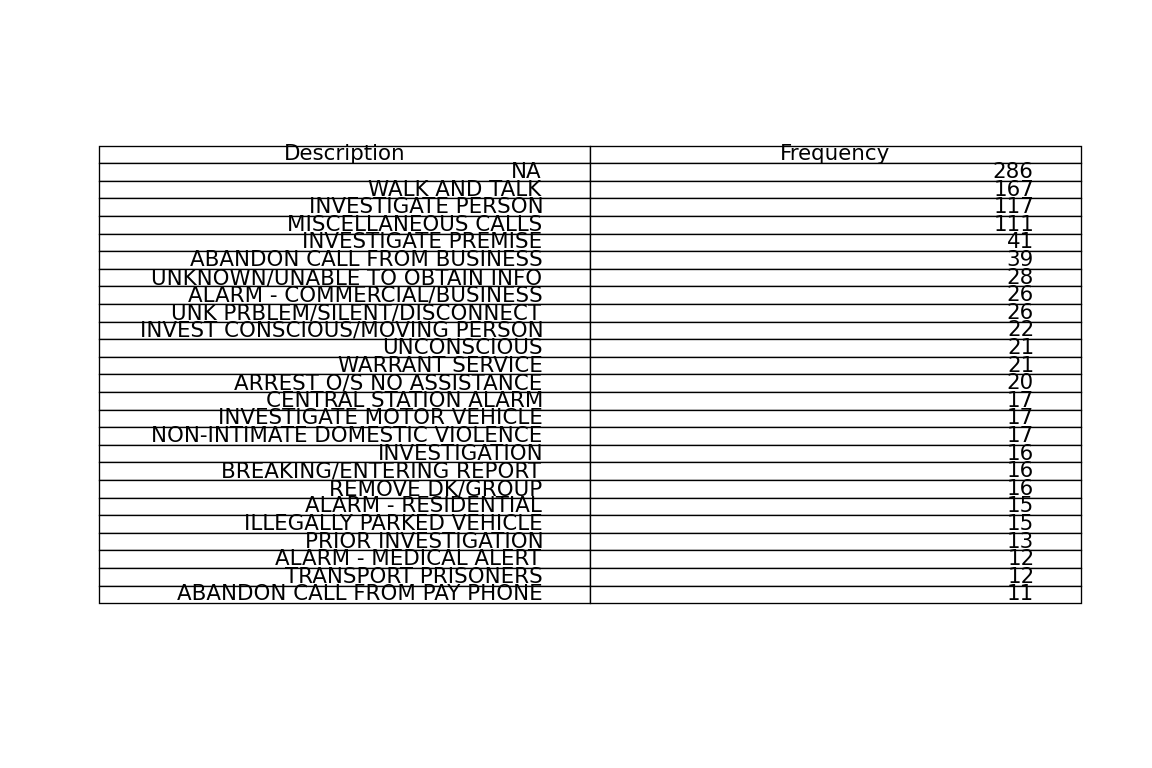 Description Frequency
NA 286
WALK AND TALK 167
INVESTIGATE PERSON 117
MISCELLANEOUS CALLS 111
INVESTIGATE PREMISE 41
ABANDON CALL FROM BUSINESS 39
UNKNOWN/UNABLE TO OBTAIN INFO 28
ALARM - COMMERCIAL/BUSINESS 26
UNK PRBLEM/SILENT/DISCONNECT 26
INVEST CONSCIOUS/MOVING PERSON 22
UNCONSCIOUS 21
WARRANT SERVICE 21
ARREST O/S NO ASSISTANCE 20
CENTRAL STATION ALARM 17
INVESTIGATE MOTOR VEHICLE 17
NON-INTIMATE DOMESTIC VIOLENCE 17
INVESTIGATION 16
BREAKING/ENTERING REPORT 16
REMOVE DK/GROUP 16
ALARM - RESIDENTIAL 15
ILLEGALLY PARKED VEHICLE 15
PRIOR INVESTIGATION 13
ALARM - MEDICAL ALERT 12
TRANSPORT PRISONERS 12
ABANDON CALL FROM PAY PHONE 11